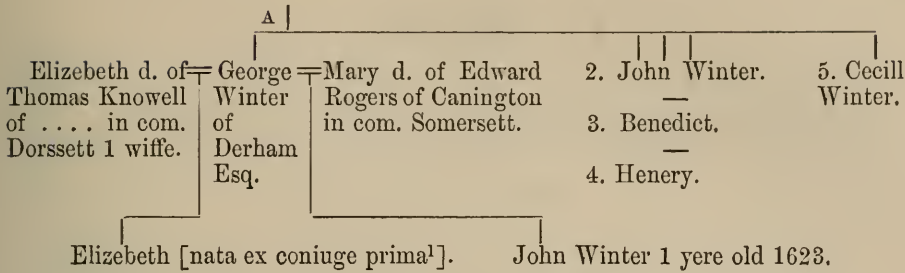 A
Elizebeth d. of
Thomas Knowell
of .... in com.
Dorssett 1 wiffe.
George
Winter
of
Derham
Esq.
Mary d. of Edward
Rogers of Canington
in com. Somersett.
2. John Winter.
3. Benedict.
4. Henery.
5. Cecill
Winter.
Elizebeth [nata ex coniuge prima¹].
John Winter 1 yere old 1623.